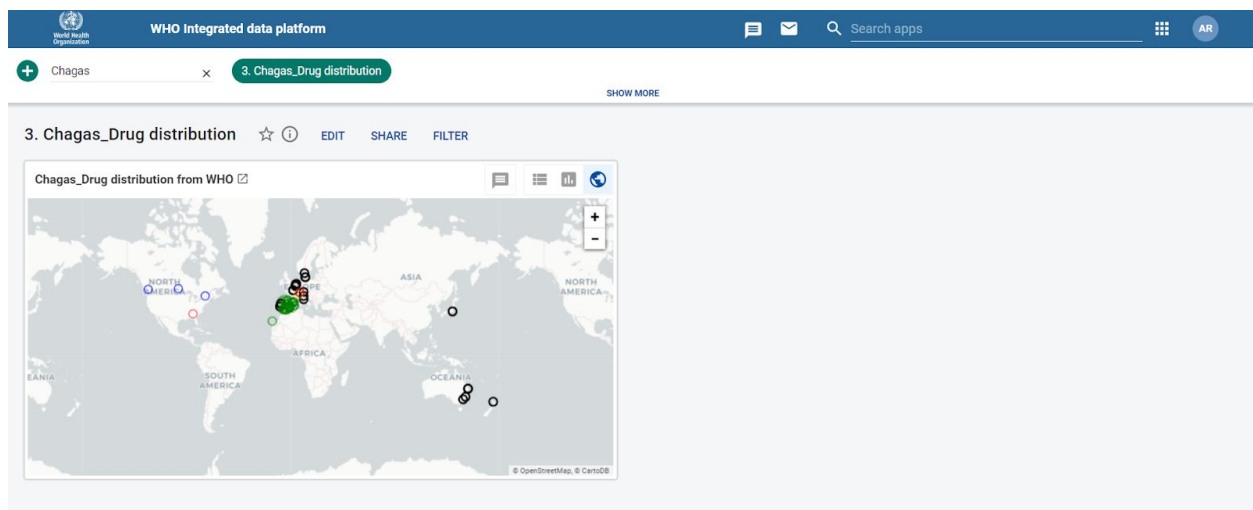 World Health
Organization
WHO Integrated data platform
Search apps
AR
Chagas
3. Chagas_Drug distribution
SHOW MORE
3. Chagas_Drug distribution
EDIT
SHARE
FILTER
Chagas_Drug distribution from WHO
+
−
NORTH
AMERICA
ASIA
NORTH
AMERICA
AFRICA
SOUTH
AMERICA
OCEANIA
© OpenStreetMap, © CartoDB